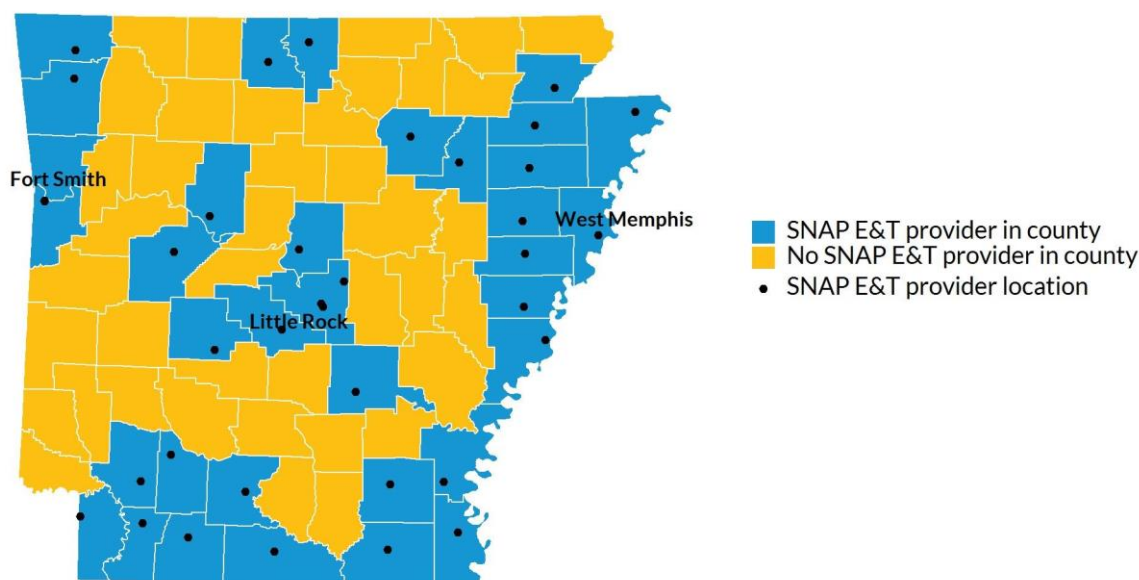 Fort Smith
West Memphis
Little Rock
SNAP E&T provider in county
No SNAP E&T provider in county
SNAP E&T provider location